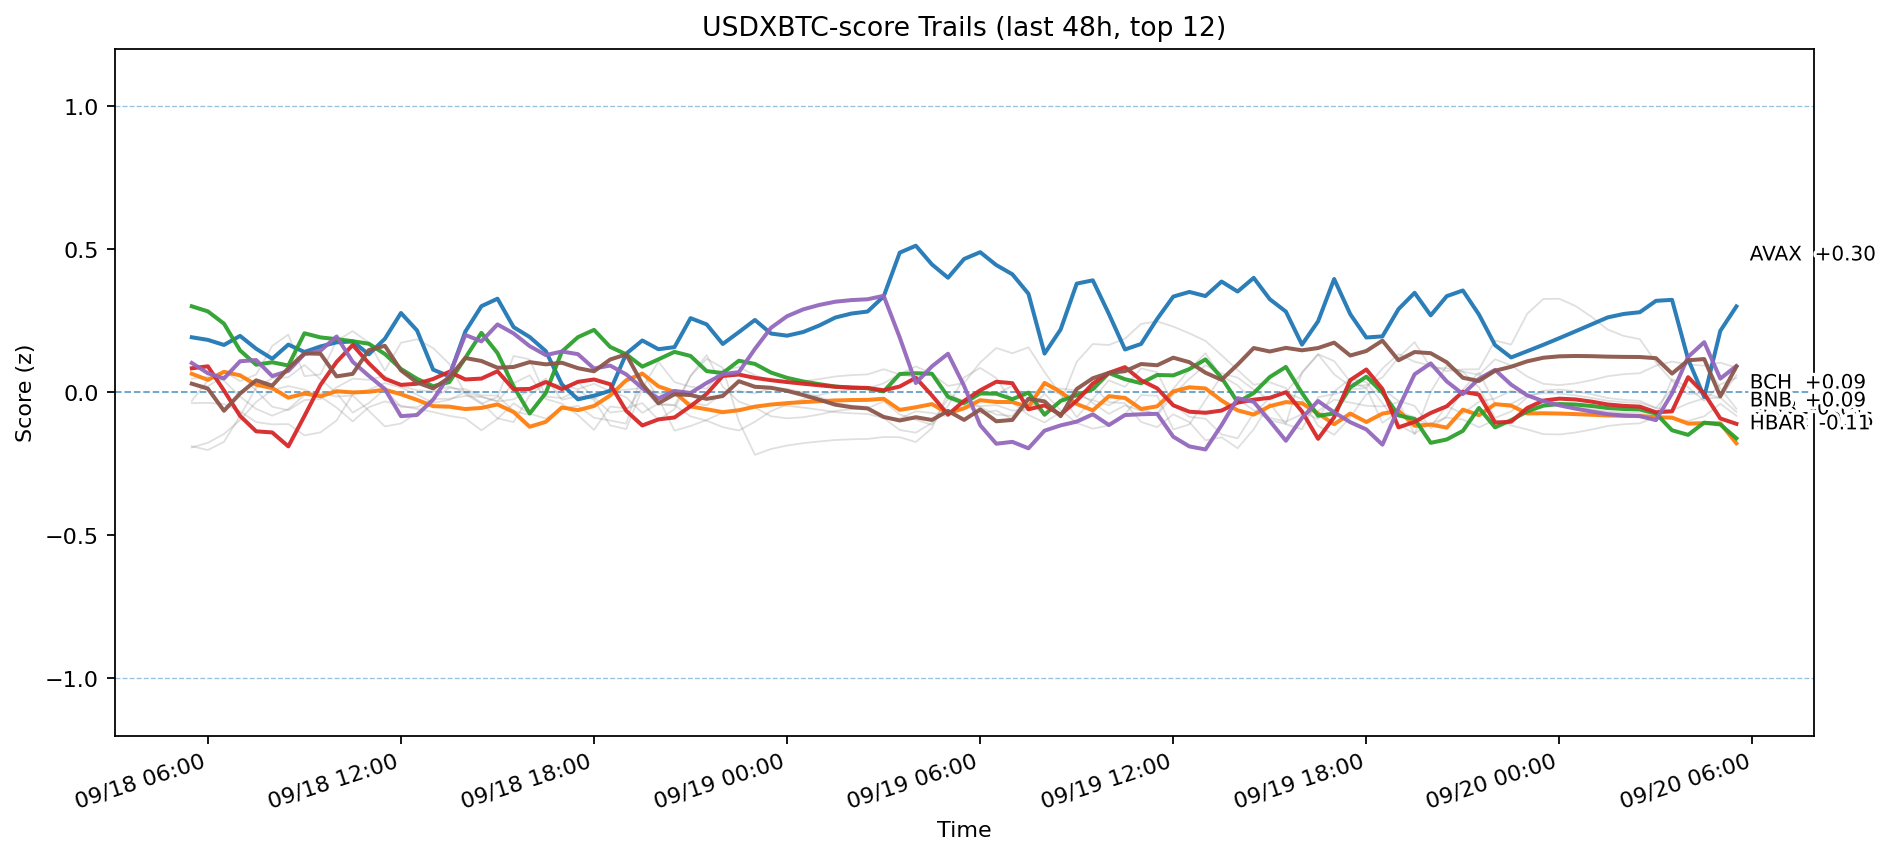 USDXBTC-score Trails (last 48h, top 12)
Score (z)
1.0
0.5
0.0
−0.5
−1.0
AVAX +0.30
BCH +0.09
BNB +0.09
HBAR -0.11
09/18 06:00
09/18 12:00
09/18 18:00
09/19 00:00
09/19 06:00
09/19 12:00
09/19 18:00
09/20 00:00
09/20 06:00
Time